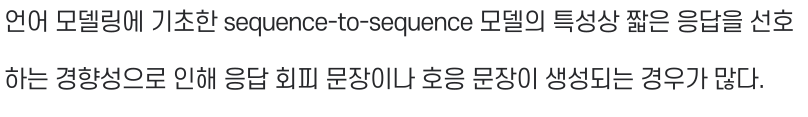 언어 모델링에 기초한 sequence-to-sequence 모델의 특성상 짧은 응답을 선호
하는 경향성으로 인해 응답 회피 문장이나 호응 문장이 생성되는 경우가 많다.